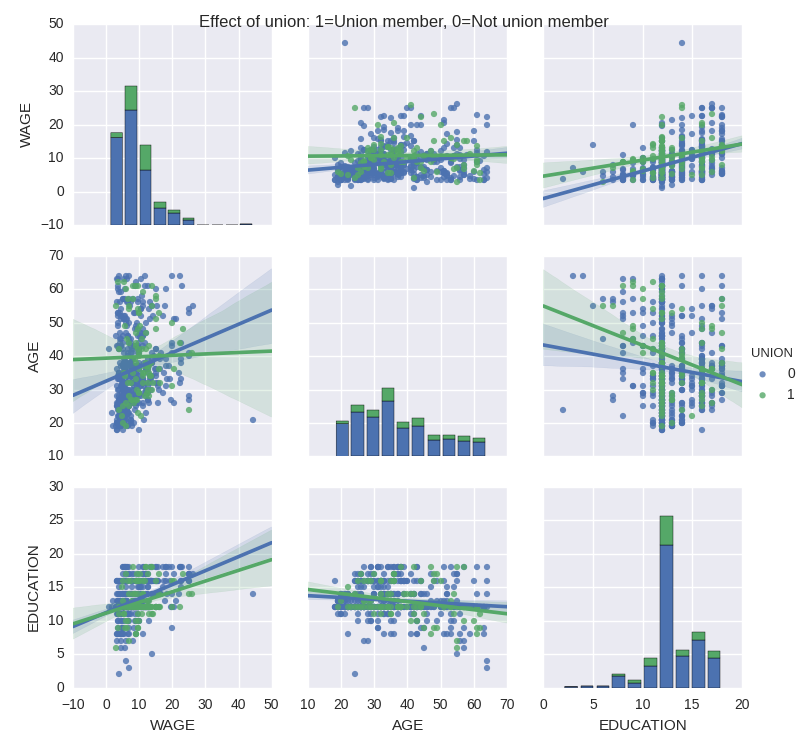 Effect of union: 1=Union member, 0=Not union member
50
40
30
20
10
0
−10
WAGE
70
60
50
40
30
20
10
AGE
UNION
0
1
30
25
20
15
10
5
0
EDUCATION
−10 0 10 20 30 40 50
10 20 30 40 50 60 70
0 5 10 15 20
WAGE
AGE
EDUCATION